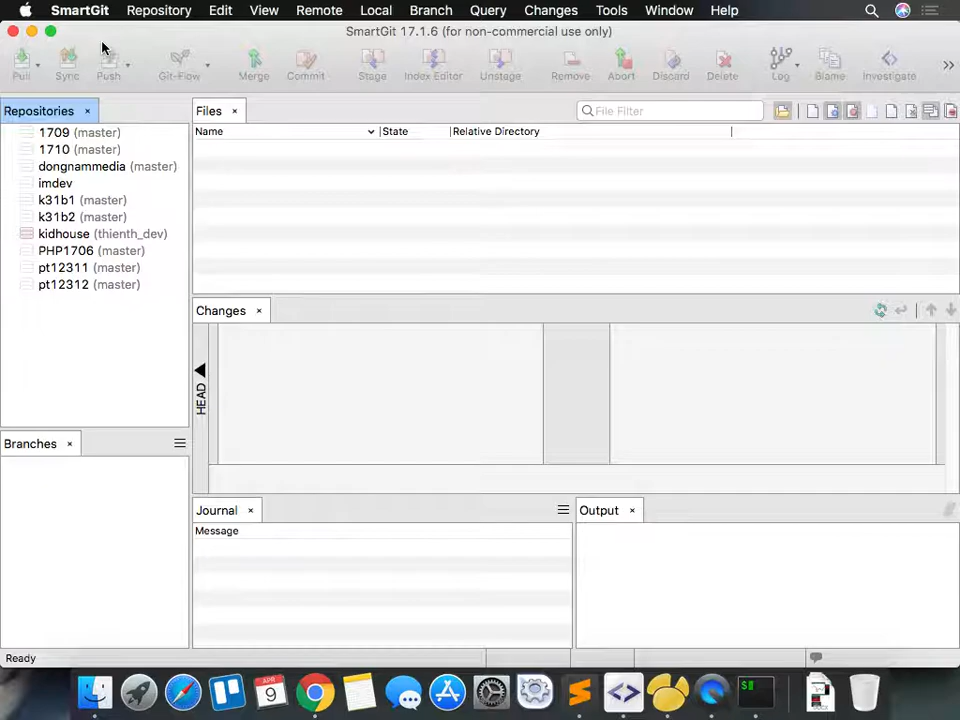 SmartGit Repository Edit View Remote Local Branch Query Changes Tools Window Help
SmartGit 17.1.6 (for non-commercial use only)
Pull Sync Push Git-Flow Merge Commit Stage Index Editor Unstage Remove Abort Discard Delete Log Blame Investigate »
Repositories ×
Files ×
File Filter
Name State Relative Directory
1709 (master)
1710 (master)
dongnammedia (master)
imdev
k31b1 (master)
k31b2 (master)
kidhouse (thienth_dev)
PHP1706 (master)
pt12311 (master)
pt12312 (master)
Changes ×
HEAD
Branches ×
Journal ×
Output ×
Message
Ready
APR
9
$